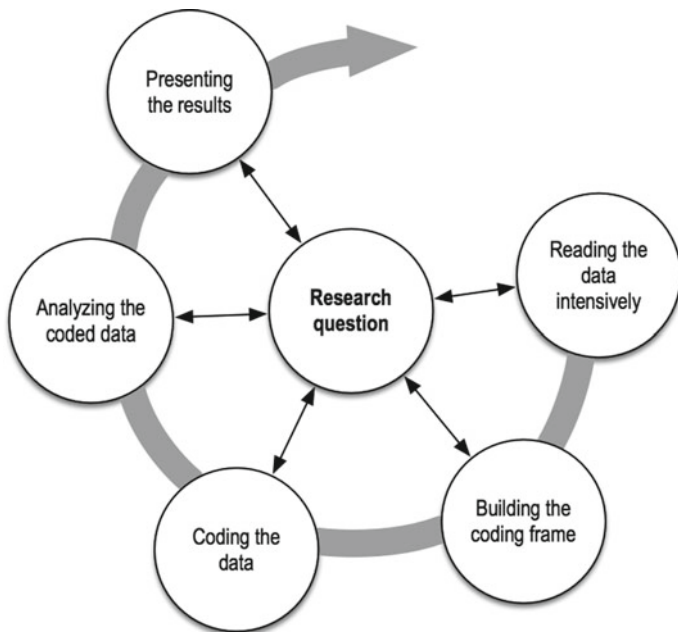 Presenting
the results
Reading the
data
intensively
Research
question
Analyzing the
coded data
Building the
coding frame
Coding the
data